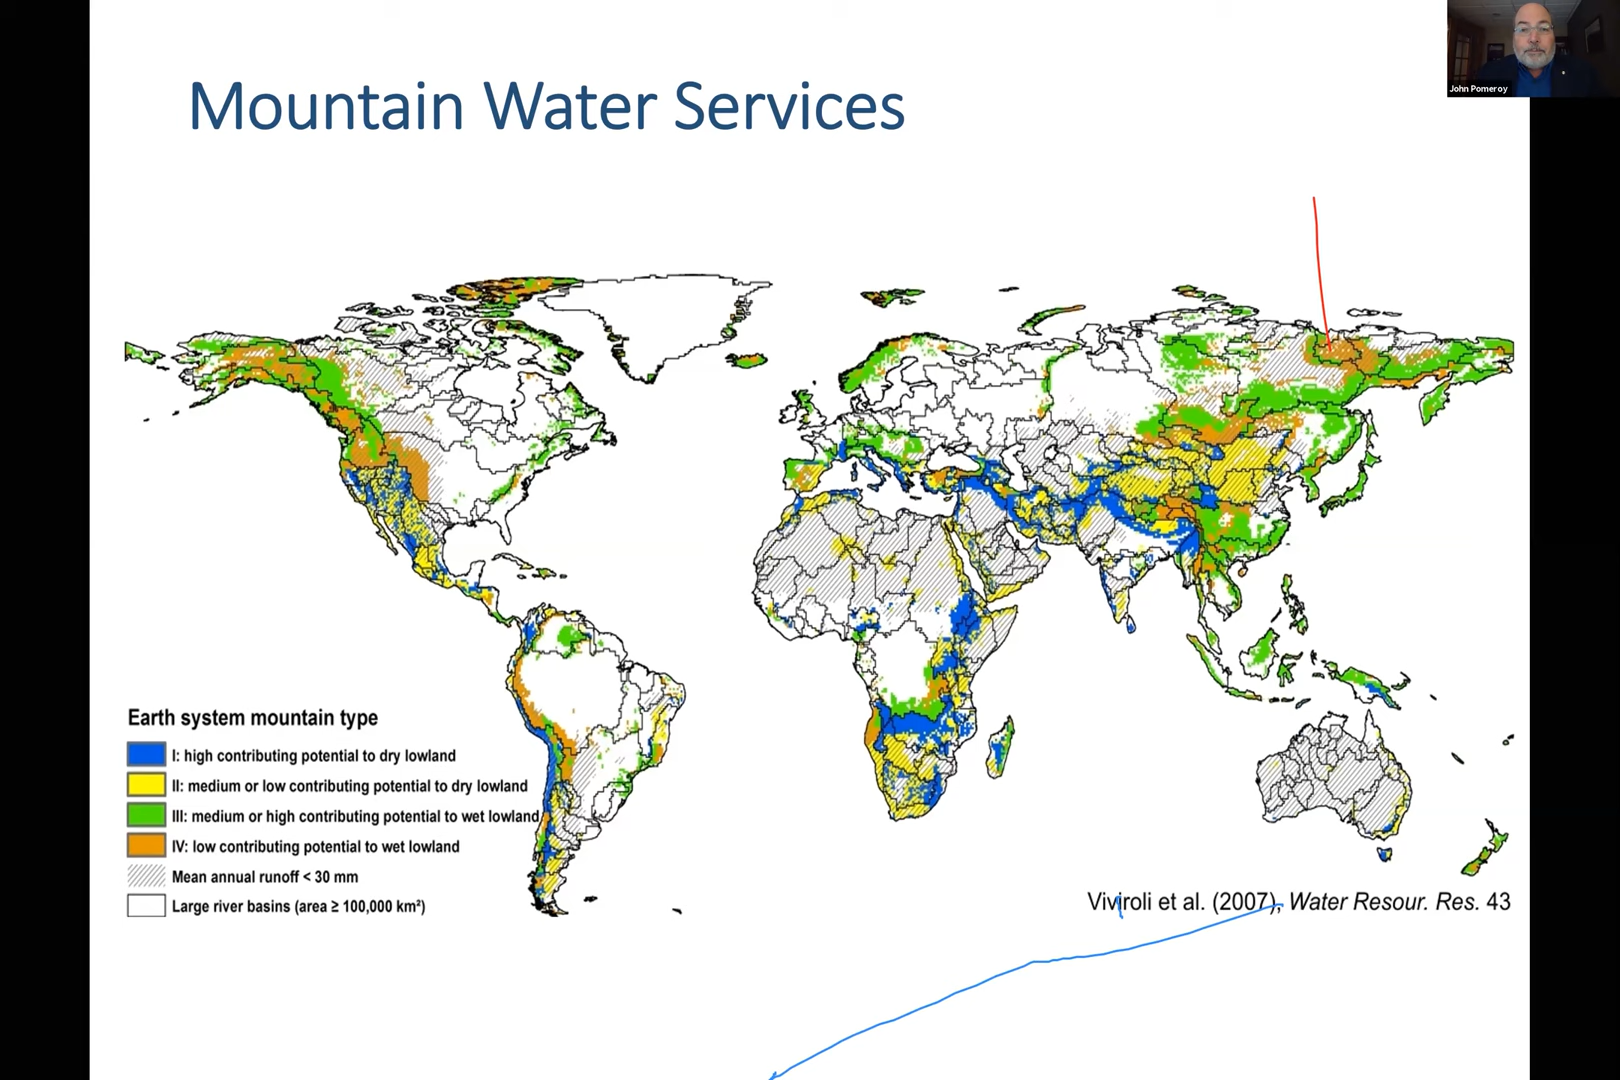 John Pomeroy
Mountain Water Services
Earth system mountain type
I: high contributing potential to dry lowland
II: medium or low contributing potential to dry lowland
III: medium or high contributing potential to wet lowland
IV: low contributing potential to wet lowland
Mean annual runoff < 30 mm
Large river basins (area ≥ 100,000 km²)
Viviroli et al. (2007), Water Resour. Res. 43